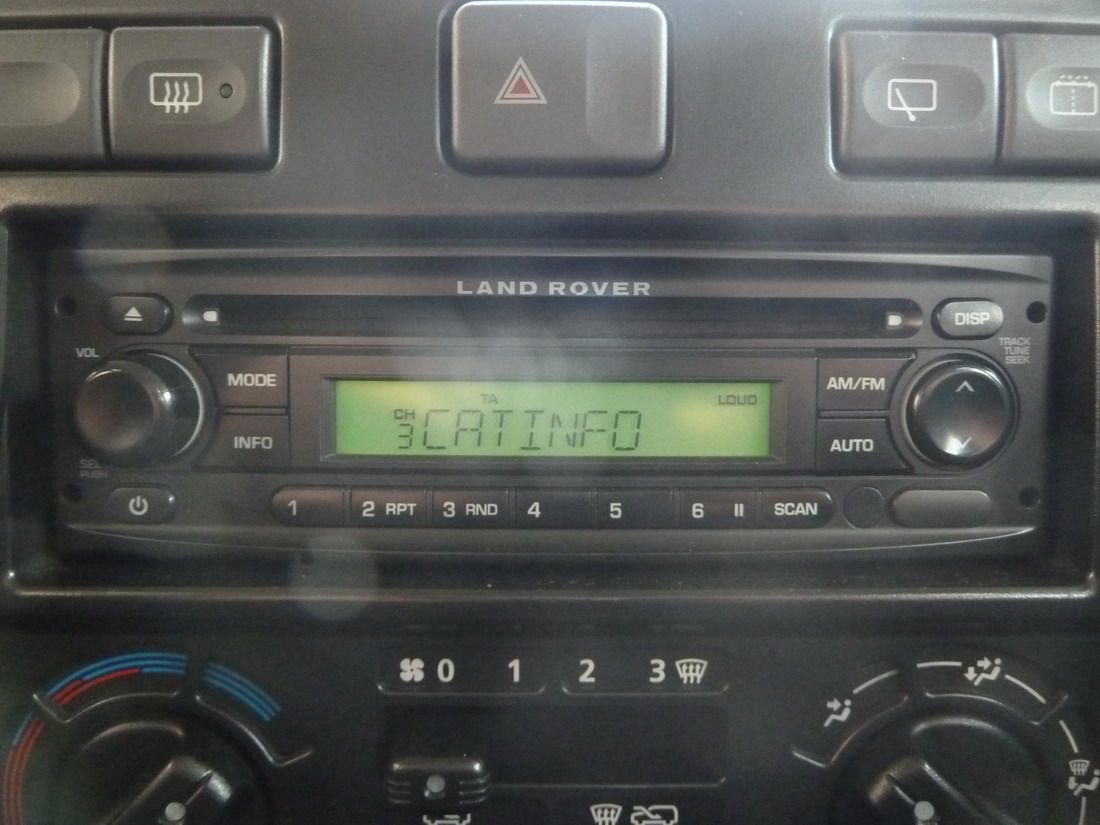 LAND ROVER
DISP
VOL
TRACK
TUNE
SEEK
MODE
AM/FM
TA
LOUD
CH
3 CATINFO
INFO
AUTO
SEL
PUSH
1 2 RPT 3 RND 4 5 6 II SCAN
0 1 2 3